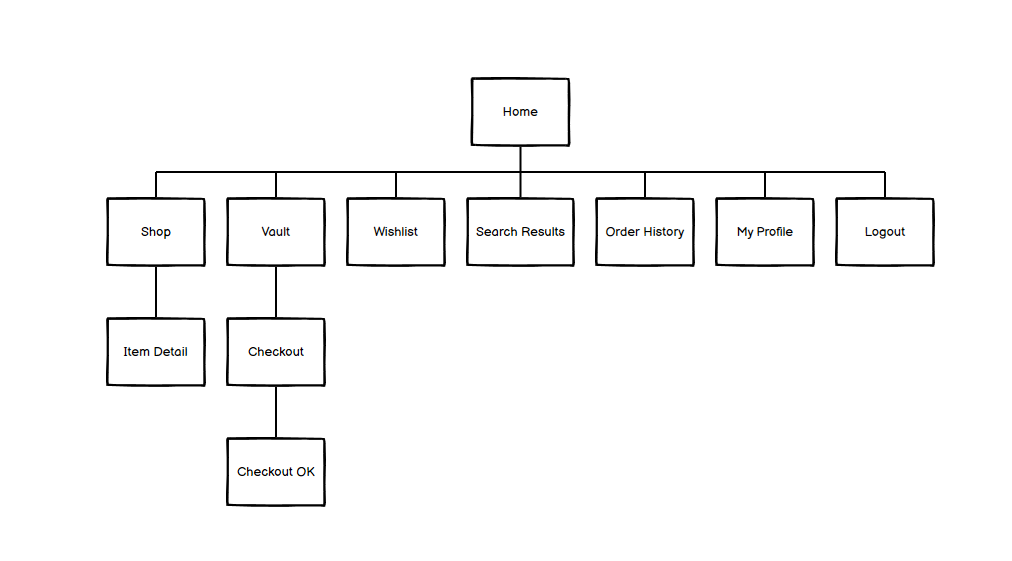 Home
Shop
Vault
Wishlist
Search Results
Order History
My Profile
Logout
Item Detail
Checkout
Checkout OK